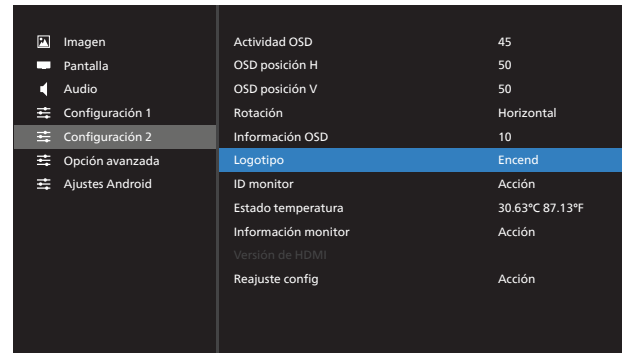 Imagen
Pantalla
Audio
Configuración 1
Configuración 2
Opción avanzada
Ajustes Android
Actividad OSD 45
OSD posición H 50
OSD posición V 50
Rotación Horizontal
Información OSD 10
Logotipo Encend
ID monitor Acción
Estado temperatura 30.63°C 87.13°F
Información monitor Acción
Versión de HDMI
Reajuste config Acción